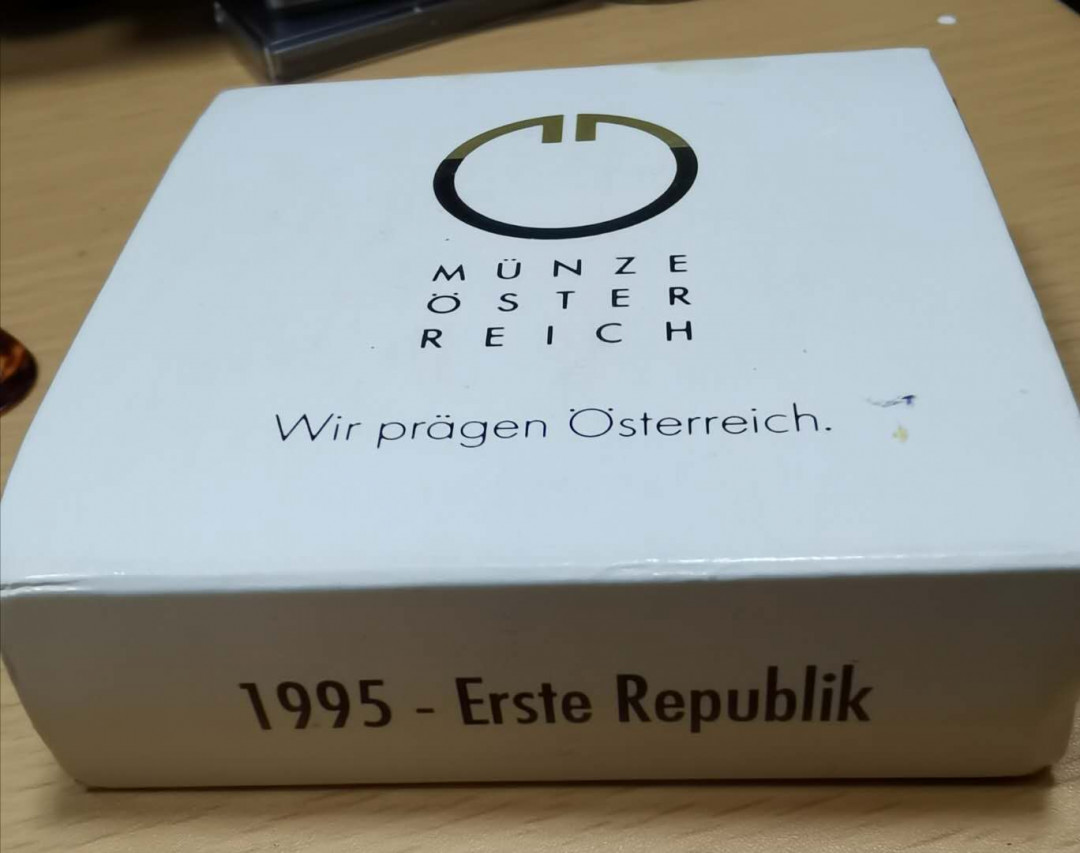 MÜNZE
ÖSTER
REICH
Wir prägen Österreich.
1995 - Erste Republik